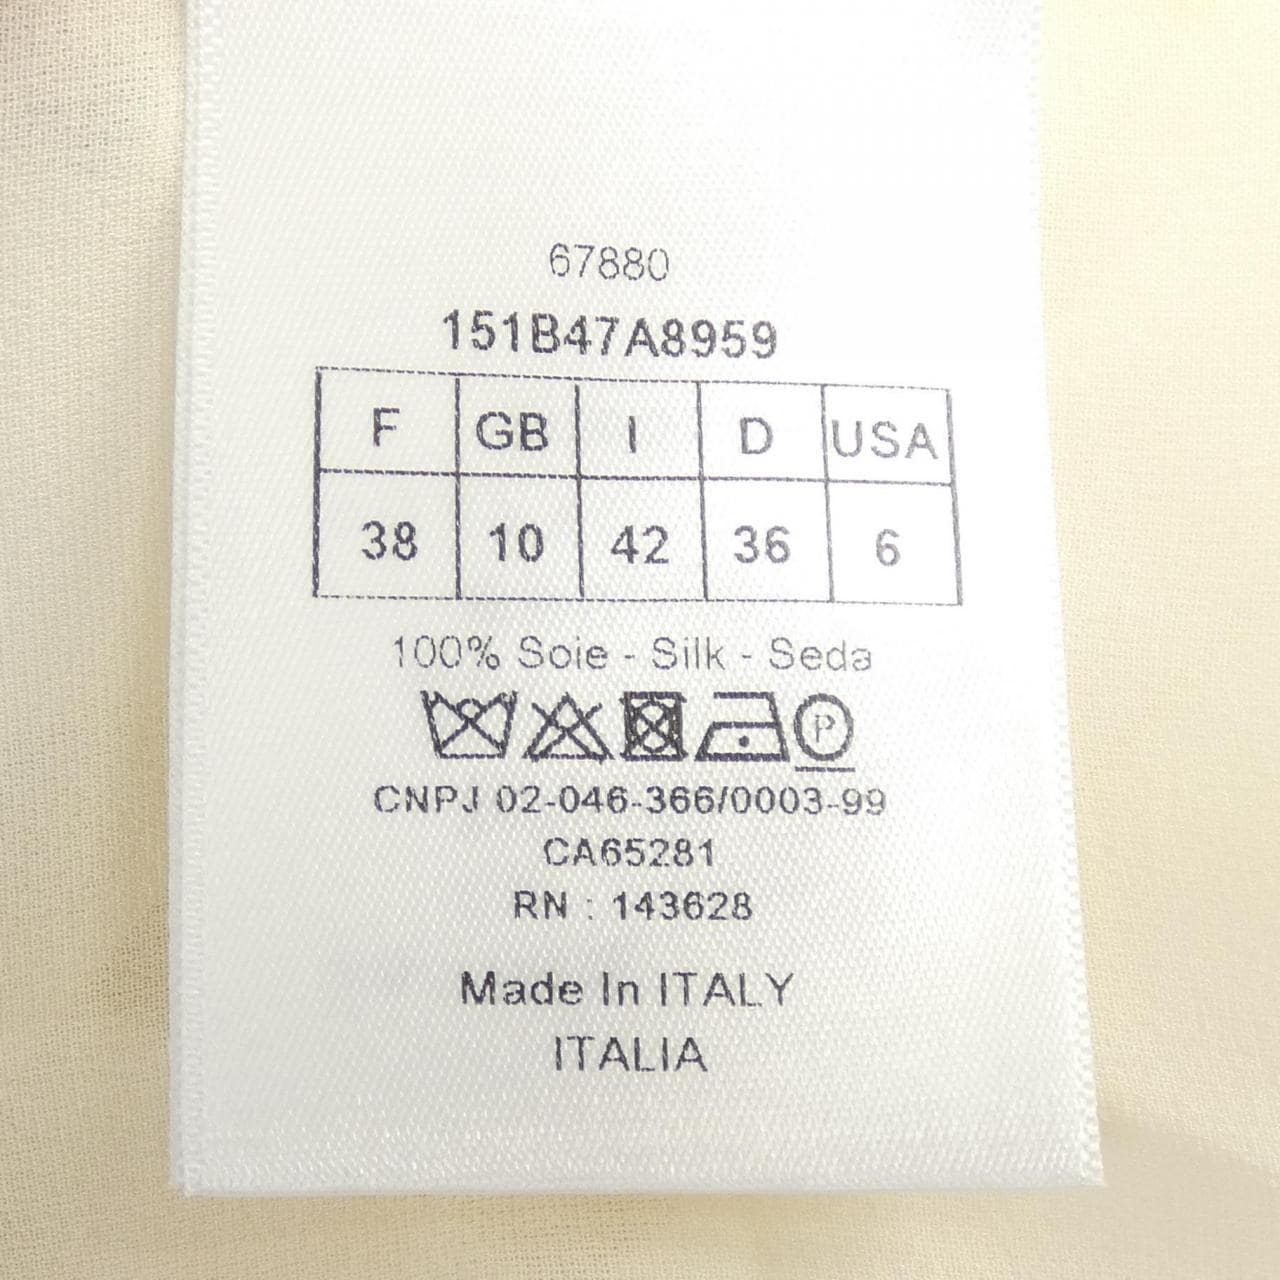 67880
151B47A8959
F GB I D USA
38 10 42 36 6
100% Soie - Silk - Seda
P
CNPJ 02-046-366/0003-99
CA65281
RN : 143628
Made In ITALY
ITALIA